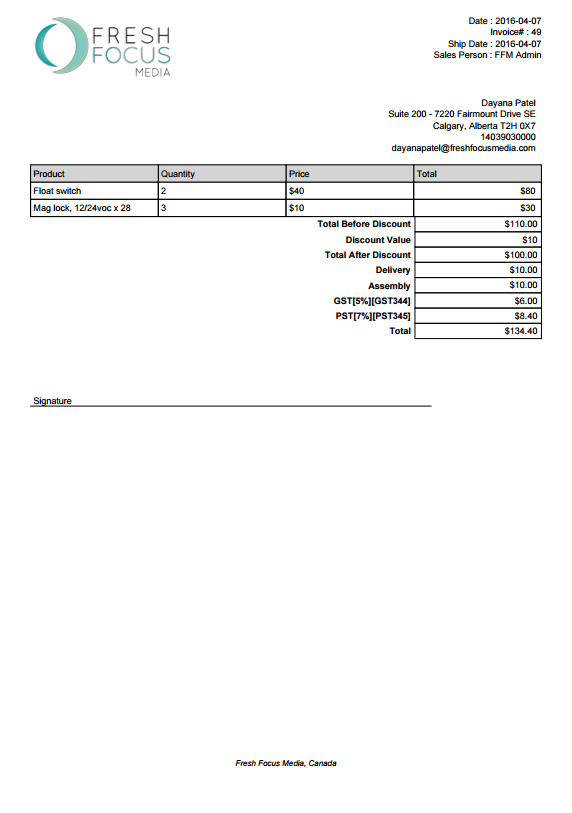 FRESH
FOCUS
MEDIA
Date : 2016-04-07
Invoice# : 49
Ship Date : 2016-04-07
Sales Person : FFM Admin
Dayana Patel
Suite 200 - 7220 Fairmount Drive SE
Calgary, Alberta T2H 0X7
14039030000
dayanapatel@freshfocusmedia.com
Product Quantity Price Total
Float switch 2 $40 $80
Mag lock, 12/24voc x 28 3 $10 $30
Total Before Discount $110.00
Discount Value $10
Total After Discount $100.00
Delivery $10.00
Assembly $10.00
GST[5%][GST344] $6.00
PST[7%][PST345] $8.40
Total $134.40
Signature
Fresh Focus Media, Canada